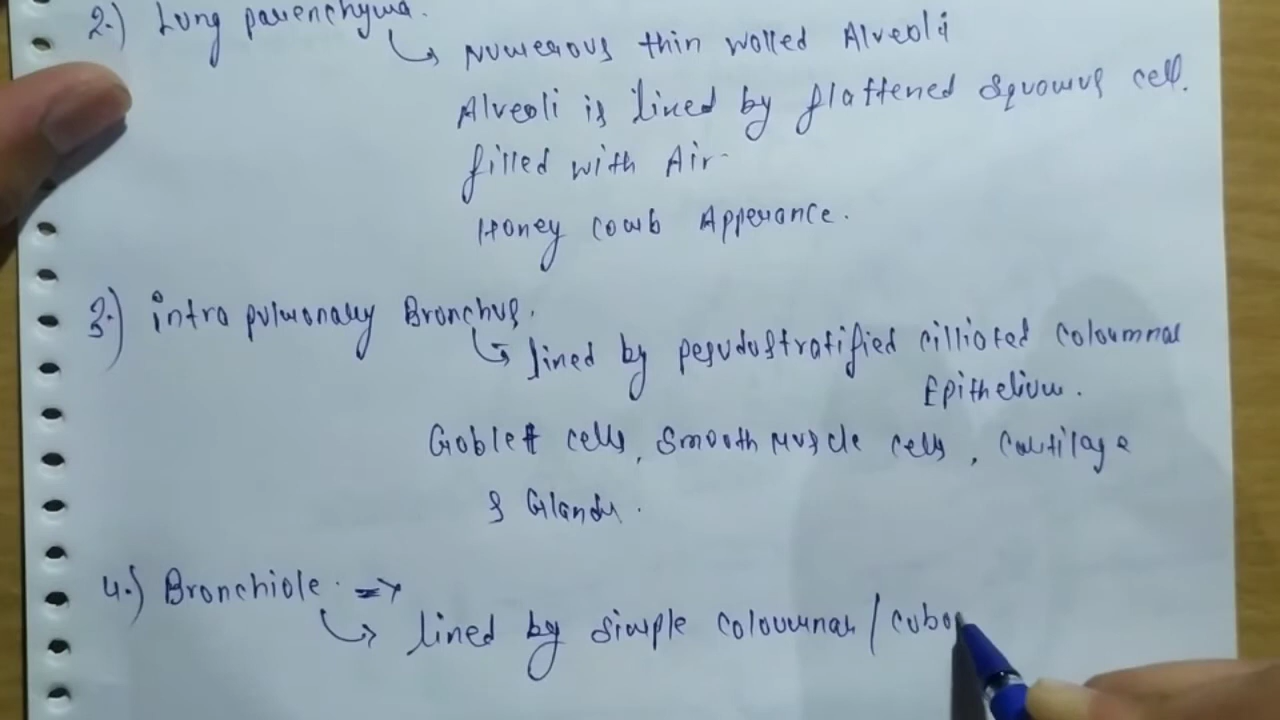 2.) Lung parenchyma.
↳ Numerous thin walled Alveoli
Alveoli is lined by flattened squamus cell.
filled with Air
Honey comb Apperance.
3.) intra pulmonary Bronchus.
↳ lined by pesudostratified cilliated coloumnar
Epithelium.
Goblet cells, Smooth Muscle cells, Cartilage
& Glands.
4.) Bronchiole. =>
↳ lined by simple coloumnar / cubo